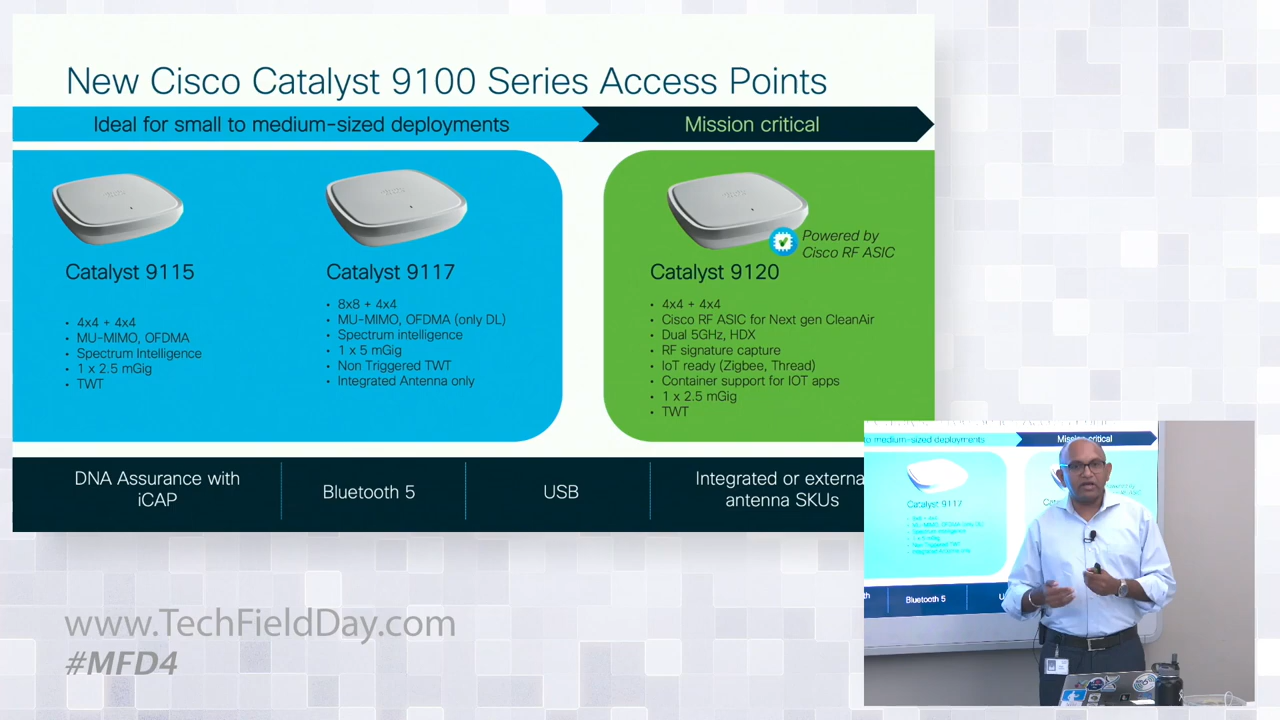 New Cisco Catalyst 9100 Series Access Points
Ideal for small to medium-sized deployments
Mission critical
Catalyst 9115
• 4x4 + 4x4
• MU-MIMO, OFDMA
• Spectrum Intelligence
• 1 x 2.5 mGig
• TWT
Catalyst 9117
• 8x8 + 4x4
• MU-MIMO, OFDMA (only DL)
• Spectrum intelligence
• 1 x 5 mGig
• Non Triggered TWT
• Integrated Antenna only
Powered by
Cisco RF ASIC
Catalyst 9120
• 4x4 + 4x4
• Cisco RF ASIC for Next gen CleanAir
• Dual 5GHz, HDX
• RF signature capture
• IoT ready (Zigbee, Thread)
• Container support for IOT apps
• 1 x 2.5 mGig
• TWT
DNA Assurance with
iCAP
Bluetooth 5
USB
Integrated or externa
antenna SKUs
to medium-sized deployments
Mission critical
Catalyst 9117
Bluetooth 5
www.TechFieldDay.com
#MFD4